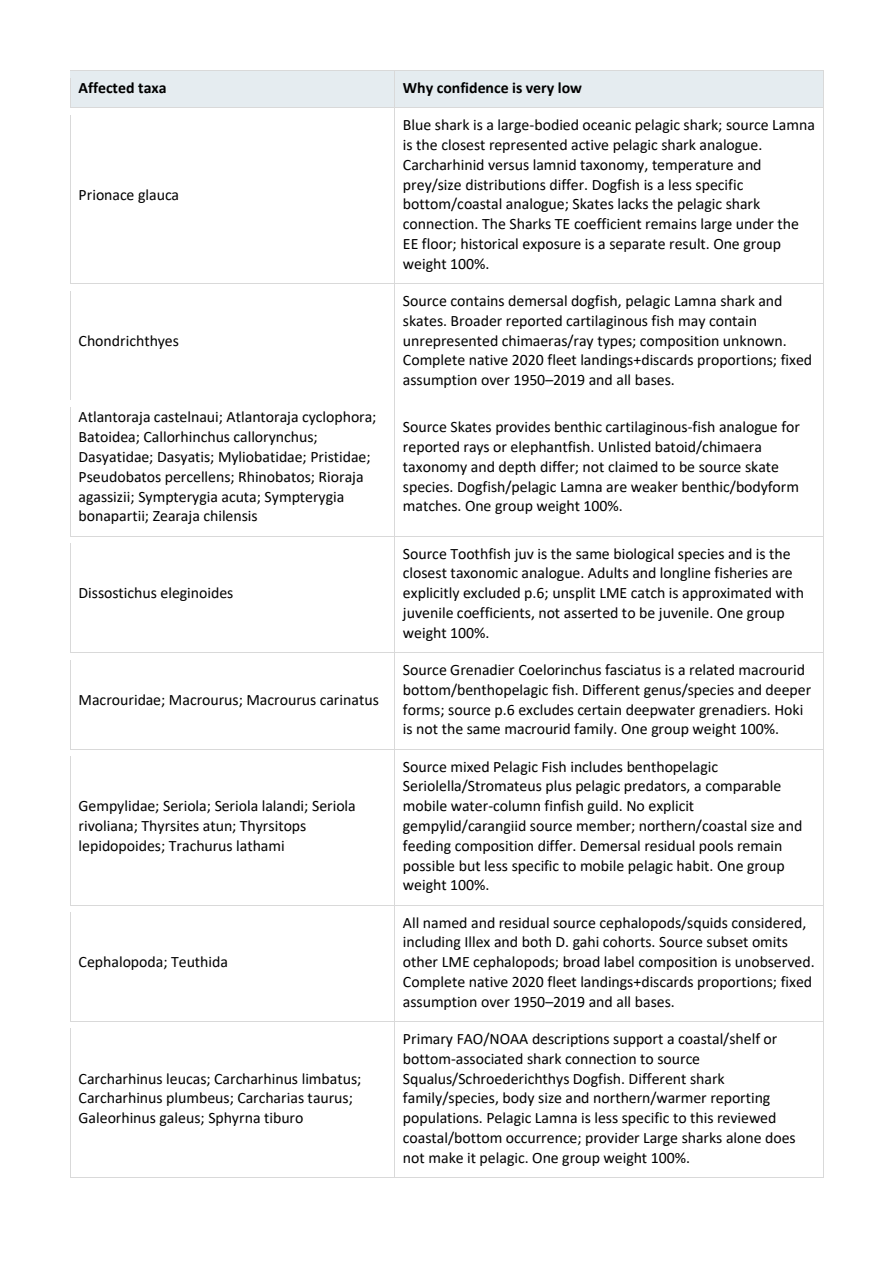 Affected taxa
Why confidence is very low
Prionace glauca
Blue shark is a large-bodied oceanic pelagic shark; source Lamna
is the closest represented active pelagic shark analogue.
Carcharhinid versus lamnid taxonomy, temperature and
prey/size distributions differ. Dogfish is a less specific
bottom/coastal analogue; Skates lacks the pelagic shark
connection. The Sharks TE coefficient remains large under the
EE floor; historical exposure is a separate result. One group
weight 100%.
Chondrichthyes
Source contains demersal dogfish, pelagic Lamna shark and
skates. Broader reported cartilaginous fish may contain
unrepresented chimaeras/ray types; composition unknown.
Complete native 2020 fleet landings+discards proportions; fixed
assumption over 1950–2019 and all bases.
Atlantoraja castelnaui; Atlantoraja cyclophora;
Batoidea; Callorhinchus callorynchus;
Dasyatidae; Dasyatis; Myliobatidae; Pristidae;
Pseudobatos percellens; Rhinobatos; Rioraja
agassizii; Sympterygia acuta; Sympterygia
bonapartii; Zearaja chilensis
Source Skates provides benthic cartilaginous-fish analogue for
reported rays or elephantfish. Unlisted batoid/chimaera
taxonomy and depth differ; not claimed to be source skate
species. Dogfish/pelagic Lamna are weaker benthic/bodyform
matches. One group weight 100%.
Dissostichus eleginoides
Source Toothfish juv is the same biological species and is the
closest taxonomic analogue. Adults and longline fisheries are
explicitly excluded p.6; unsplit LME catch is approximated with
juvenile coefficients, not asserted to be juvenile. One group
weight 100%.
Macrouridae; Macrourus; Macrourus carinatus
Source Grenadier Coelorinchus fasciatus is a related macrourid
bottom/benthopelagic fish. Different genus/species and deeper
forms; source p.6 excludes certain deepwater grenadiers. Hoki
is not the same macrourid family. One group weight 100%.
Gempylidae; Seriola; Seriola lalandi; Seriola
rivoliana; Thyrsites atun; Thyrsitops
lepidopoides; Trachurus lathami
Source mixed Pelagic Fish includes benthopelagic
Seriolella/Stromateus plus pelagic predators, a comparable
mobile water-column finfish guild. No explicit
gempylid/carangiid source member; northern/coastal size and
feeding composition differ. Demersal residual pools remain
possible but less specific to mobile pelagic habit. One group
weight 100%.
Cephalopoda; Teuthida
All named and residual source cephalopods/squids considered,
including Illex and both D. gahi cohorts. Source subset omits
other LME cephalopods; broad label composition is unobserved.
Complete native 2020 fleet landings+discards proportions; fixed
assumption over 1950–2019 and all bases.
Carcharhinus leucas; Carcharhinus limbatus;
Carcharhinus plumbeus; Carcharias taurus;
Galeorhinus galeus; Sphyrna tiburo
Primary FAO/NOAA descriptions support a coastal/shelf or
bottom-associated shark connection to source
Squalus/Schroederichthys Dogfish. Different shark
family/species, body size and northern/warmer reporting
populations. Pelagic Lamna is less specific to this reviewed
coastal/bottom occurrence; provider Large sharks alone does
not make it pelagic. One group weight 100%.